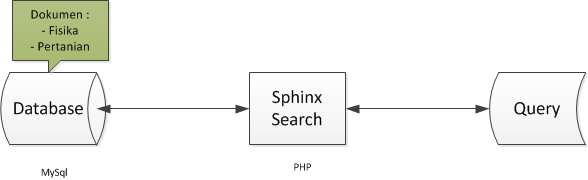 Dokumen :
- Fisika
- Pertanian
Database
Sphinx
Search
Query
MySql
PHP